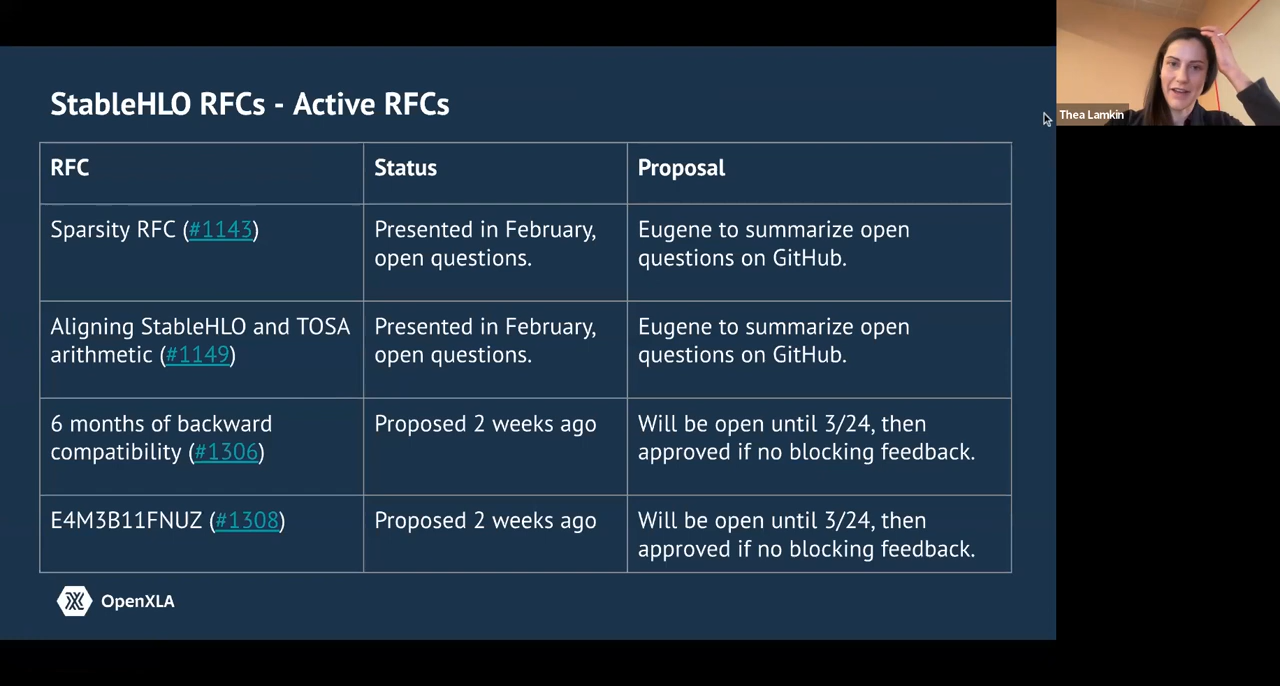 StableHLO RFCs - Active RFCs
Thea Lamkin
RFC
Status
Proposal
Sparsity RFC (#1143)
Presented in February,
open questions.
Eugene to summarize open
questions on GitHub.
Aligning StableHLO and TOSA
arithmetic (#1149)
Presented in February,
open questions.
Eugene to summarize open
questions on GitHub.
6 months of backward
compatibility (#1306)
Proposed 2 weeks ago
Will be open until 3/24, then
approved if no blocking feedback.
E4M3B11FNUZ (#1308)
Proposed 2 weeks ago
Will be open until 3/24, then
approved if no blocking feedback.
OpenXLA